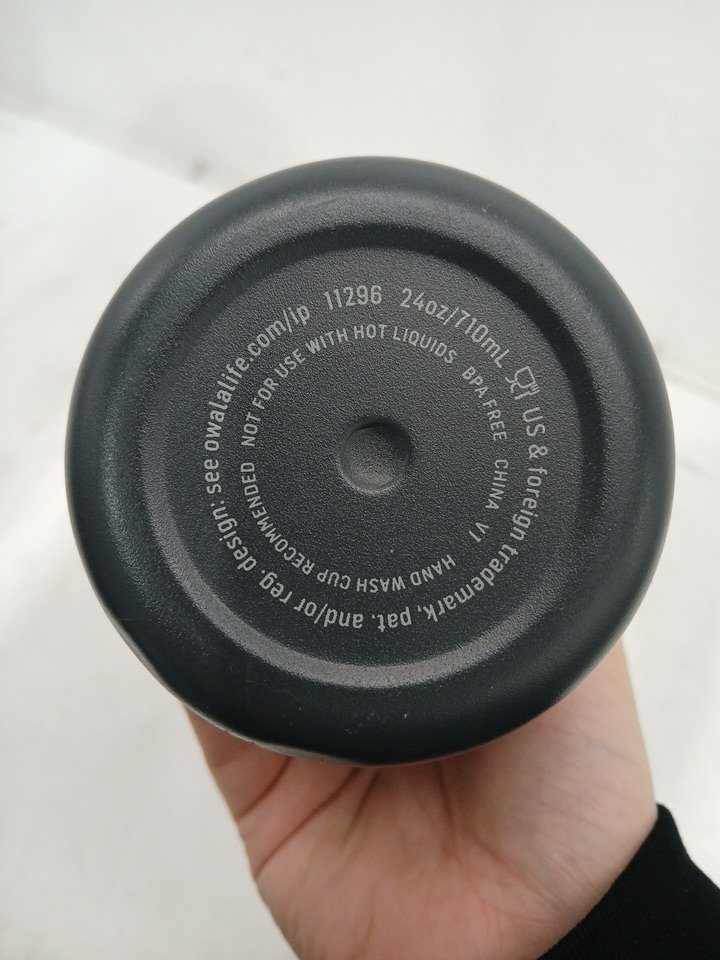 11296 24oz/710mL US & foreign trademark, pat. and/or reg. design: see owalalife.com/ip
NOT FOR USE WITH HOT LIQUIDS BPA FREE CHINA V1 HAND WASH CUP RECOMMENDED